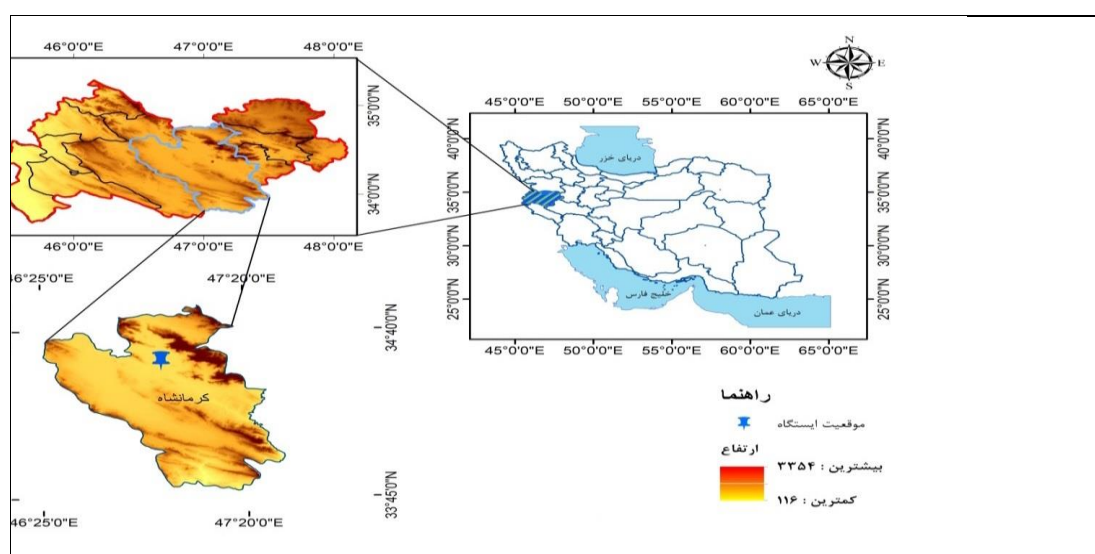 46°0'0"E 47°0'0"E 48°0'0"E
35°0'0"N
34°0'0"N
46°0'0"E 47°0'0"E 48°0'0"E
46°25'0"E 47°20'0"E
34°40'0"N
33°45'0"N
کرمانشاه
46°25'0"E 47°20'0"E
N
W E
S
45°0'0"E 50°0'0"E 55°0'0"E 60°0'0"E 65°0'0"E
40°0'0"N 40°0'0"N
35°0'0"N 35°0'0"N
30°0'0"N 30°0'0"N
25°0'0"N 25°0'0"N
دریای خزر
خلیج فارس
دریای عمان
45°0'0"E 50°0'0"E 55°0'0"E 60°0'0"E 65°0'0"E
راهنما
موقعیت ایستگاه
ارتفاع
بیشترین : ۳۳۵۴
کمترین : ۱۱۶